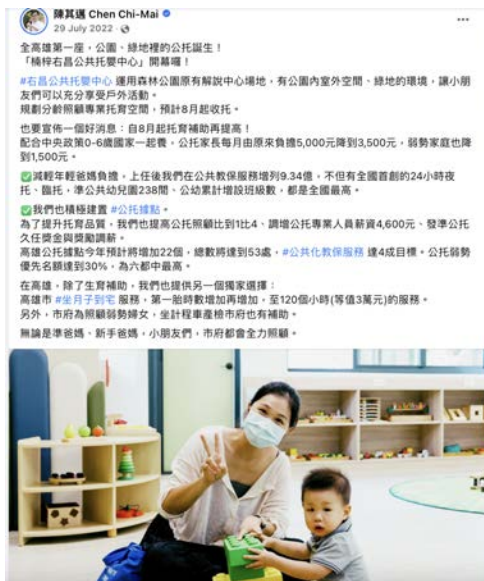 陳其邁 Chen Chi-Mai
29 July 2022 ·
全高雄第一座，公園、綠地裡的公托誕生！
「楠梓右昌公共托嬰中心」開幕囉！
#右昌公共托嬰中心 運用森林公園原有解說中心場地，有公園內室外空間、綠地的環境，讓小朋
友們可以充分享受戶外活動。
規劃分齡照顧專業托育空間，預計8月起收托。
也要宣佈一個好消息：自8月起托育補助再提高！
配合中央政策0-6歲國家一起養，公托家長每月由原來負擔5,000元降到3,500元，弱勢家庭也降
到1,500元。
✅減輕年輕爸媽負擔，上任後我們在公共教保服務增列9.34億，不但有全國首創的24小時夜
托、臨托，準公共幼兒園238間、公幼累計增設班級數，都是全國最高。
✅我們也積極建置 #公托據點。
為了提升托育品質，我們也提高公托照顧比到1比4、調增公托專業人員薪資4,600元、發準公托
久任獎金與獎勵調薪。
高雄公托據點今年預計將增加22個，總數將達到53處，#公共化教保服務 達4成目標。公托弱勢
優先名額達到30%，為六都中最高。
在高雄，除了生育補助，我們也提供另一個獨家選擇：
高雄市 #坐月子到宅 服務，第一胎時數增加再增加，至120個小時(等值3萬元)的服務。
另外，市府為照顧弱勢婦女，坐計程車產檢市府也有補助。
無論是準爸媽、新手爸媽，小朋友們，市府都會全力照顧。